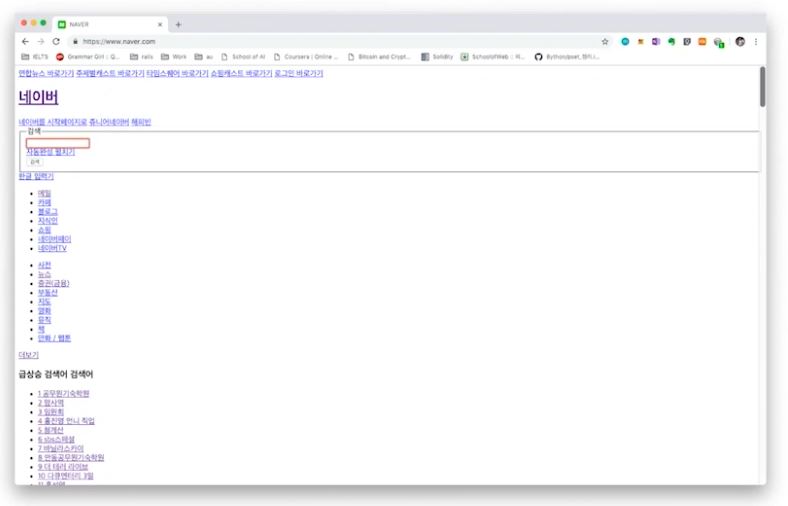 NAVER
https://www.naver.com
IELTS Grammar Girl :: Q... rails Work au School of AI Coursera | Online ... Bitcoin and Crypt... Solidity SchoolofWeb ::
연합뉴스 바로가기 주제별캐스트 바로가기 타임스퀘어 바로가기 쇼핑캐스트 바로가기 로그인 바로가기
네이버
네이버를 시작페이지로 쥬니어네이버 해피빈
검색
자동완성 펼치기
검색
한글 입력기
메일
카페
블로그
지식인
쇼핑
네이버페이
네이버TV
사전
뉴스
증권(금융)
부동산
지도
영화
뮤직
책
만화 / 웹툰
더보기
급상승 검색어 검색어
1 공무원기숙학원
2 암사역
3 임원희
4 홍진영 언니 직업
5 청계산
6 sbs스페셜
7 바닐라스카이
8 안동공무원기숙학원
9 더 테러 라이브
10 다큐멘터리 3일